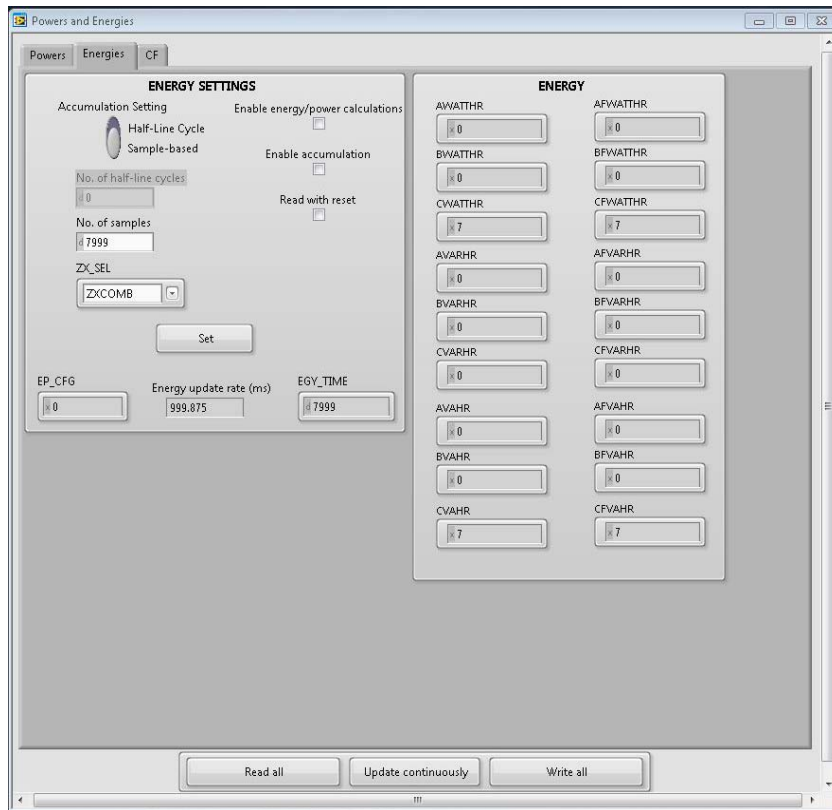 Powers and Energies
Powers Energies CF
ENERGY SETTINGS
Accumulation Setting
Half-Line Cycle
Sample-based
Enable energy/power calculations
Enable accumulation
Read with reset
No. of half-line cycles
d 0
No. of samples
d 7999
ZX_SEL
ZXCOMB
Set
EP_CFG
x 0
Energy update rate (ms)
999.875
EGY_TIME
d 7999
ENERGY
AWATTHR AFWATTHR
x 0 x 0
BWATTHR BFWATTHR
x 0 x 0
CWATTHR CFWATTHR
x 7 x 7
AVARHR AFVARHR
x 0 x 0
BVARHR BFVARHR
x 0 x 0
CVARHR CFVARHR
x 0 x 0
AVAHR AFVAHR
x 0 x 0
BVAHR BFVAHR
x 0 x 0
CVAHR CFVAHR
x 7 x 7
Read all Update continuously Write all